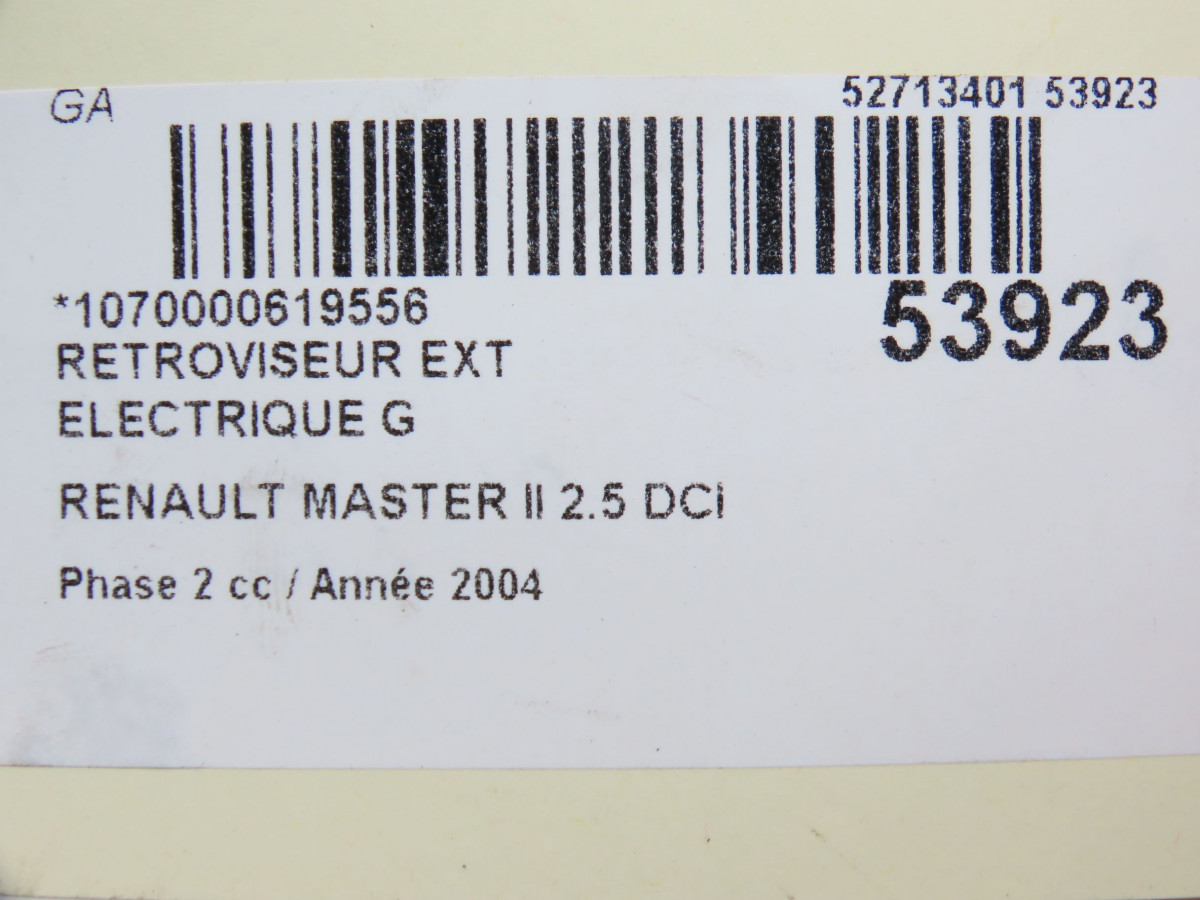 GA
52713401 53923
*1070000619556
53923
RETROVISEUR EXT
ELECTRIQUE G
RENAULT MASTER II 2.5 DCI
Phase 2 cc / Année 2004